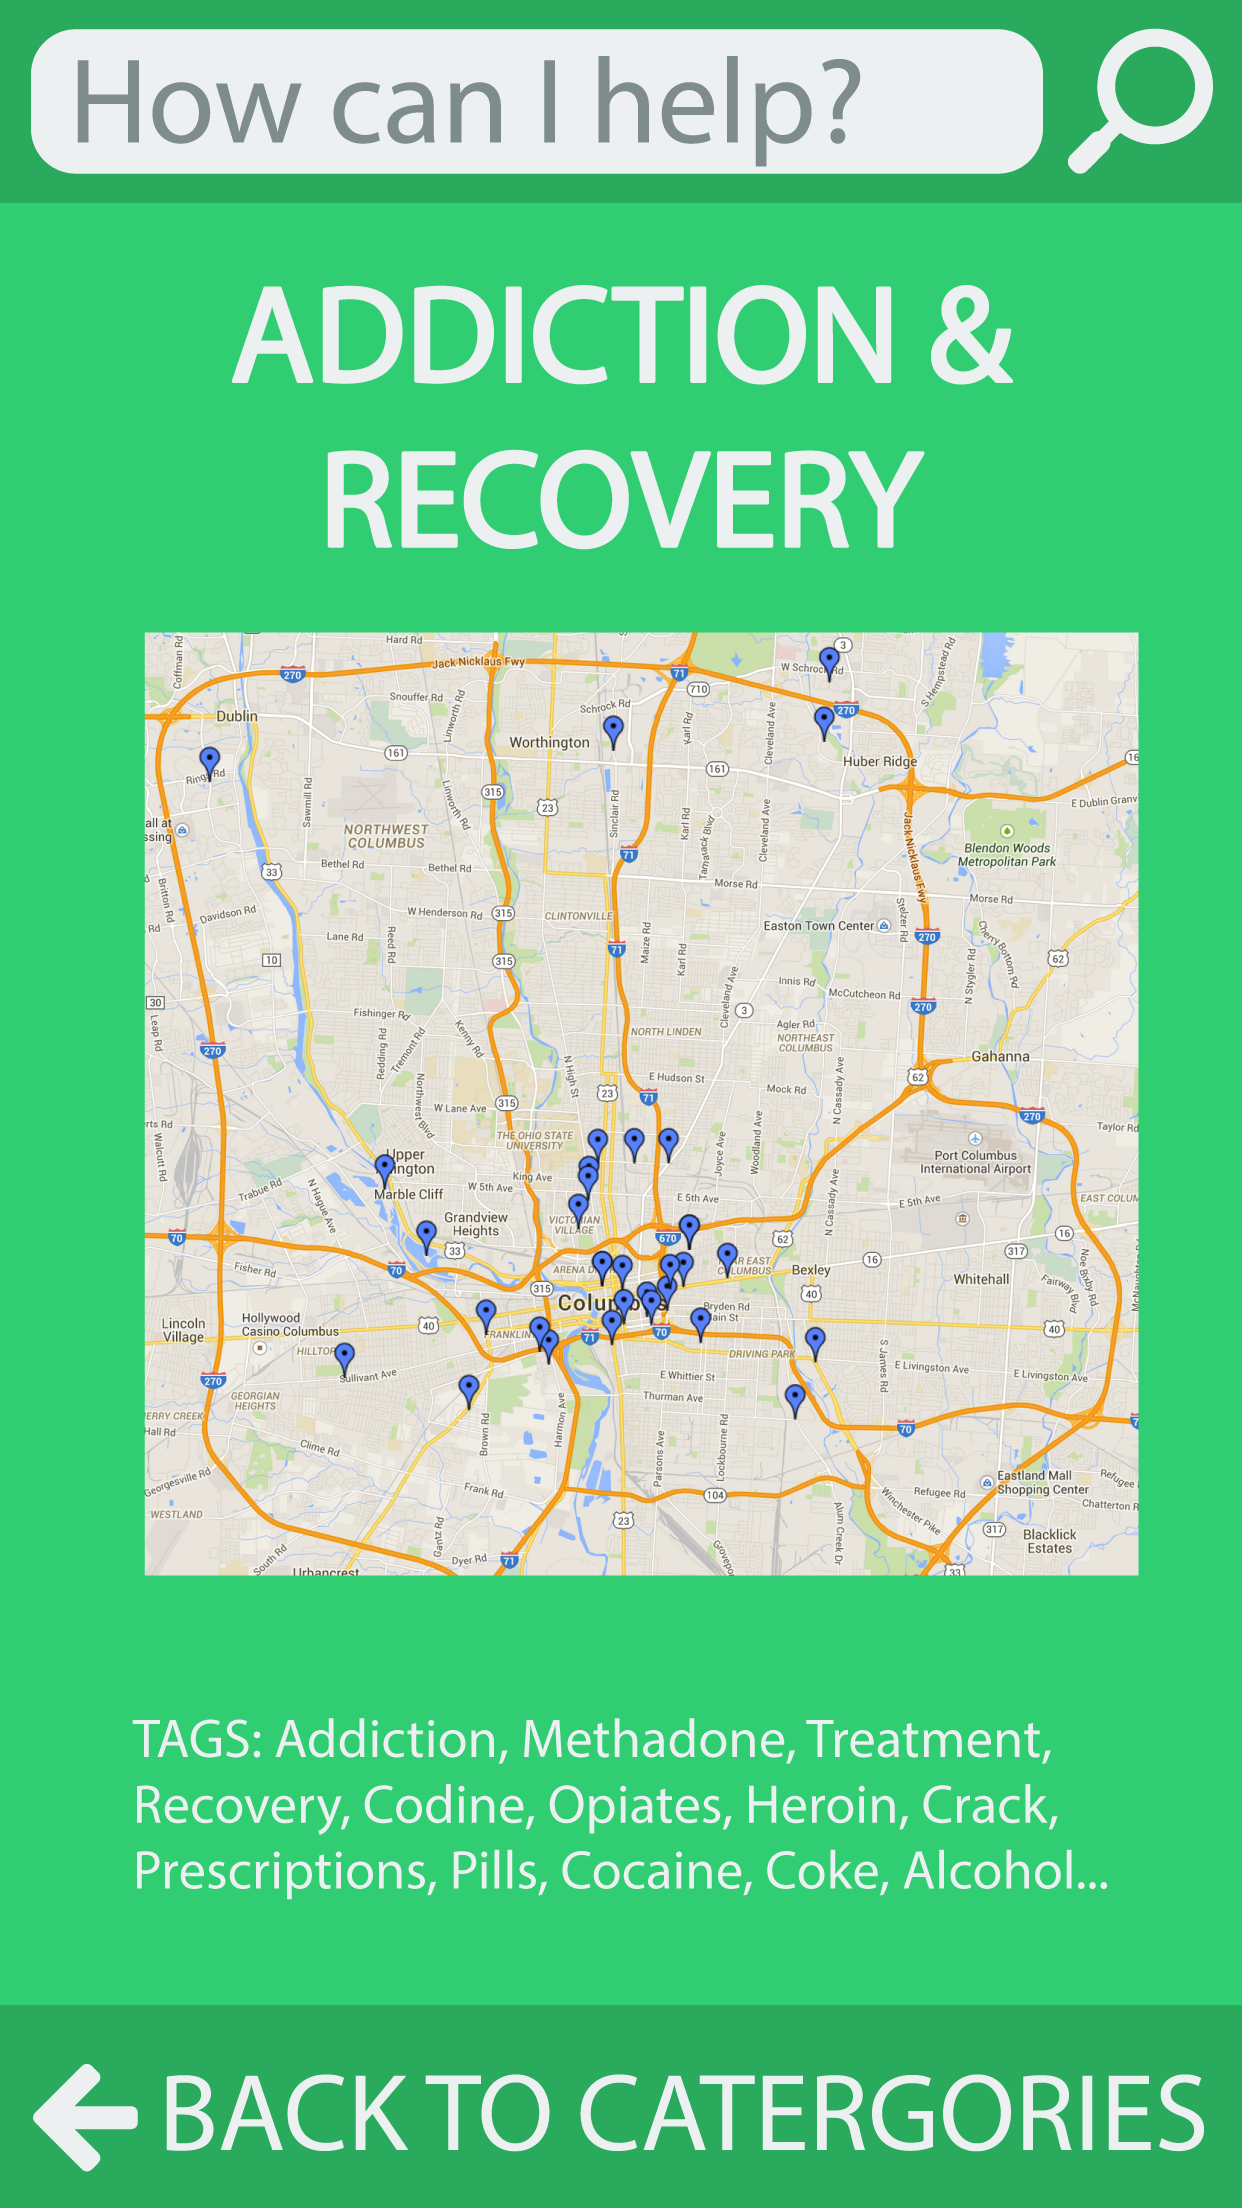 How can I help?
ADDICTION &
RECOVERY
Hard Rd
Jack Nicklaus Fwy
Coffman Rd
270
71
3
W Schrock Rd
S Hempstead Rd
710
Snouffer Rd
Linworth Rd
Schrock Rd
Karl Rd
Cleveland Ave
270
Dublin
Worthington
161
161
Huber Ridge
Rings Rd
Sawmill Rd
315
Linworth Rd
23
Sinclair Rd
Karl Rd
Tamarack Blvd
Cleveland Ave
E Dublin Granv
Jack Nicklaus Fwy
all at
ssing
NORTHWEST
COLUMBUS
71
Blendon Woods
Metropolitan Park
Bethel Rd
Bethel Rd
33
Morse Rd
Morse Rd
Britton Rd
Davidson Rd
W Henderson Rd
315
CLINTONVILLE
Easton Town Center
Stelzer Rd
Cherry Bottom Rd
Rd
Lane Rd
Reed Rd
71
Maize Rd
Karl Rd
270
62
10
315
Innis Rd
N Stygler Rd
30
McCutcheon Rd
Cleveland Ave
3
270
Leap Rd
Fishinger Rd
Kenny Rd
NORTH LINDEN
Agler Rd
NORTHEAST
COLUMBUS
270
Redding Rd
Tremont Rd
Gahanna
N High St
E Hudson St
62
Northwest Blvd
23
71
Mock Rd
N Cassady Ave
W Lane Ave
315
270
rts Rd
Taylor Rd
Walcutt Rd
THE OHIO STATE
UNIVERSITY
Joyce Ave
Woodland Ave
Port Columbus
International Airport
Upper
ington
King Ave
Trabue Rd
Marble Cliff
W 5th Ave
E 5th Ave
E 5th Ave
EAST COLUM
N Hague Ave
Grandview
Heights
VICTORIAN
VILLAGE
N Cassady Ave
70
33
670
62
16
317
16
Fisher Rd
70
ARENA D
AR EAST
COLUMBUS
Bexley
Whitehall
Noe Bixby Rd
McNaughten
315
40
Fairway Blvd
Lincoln
Village
Hollywood
Casino Columbus
40
Columbus
Bryden Rd
ain St
40
FRANKLIN
71
70
HILLTOP
DRIVING PARK
S James Rd
E Livingston Ave
E Livingston Ave
270
Sullivant Ave
E Whittier St
GEORGIAN
HEIGHTS
Thurman Ave
ERRY CREEK
Hall Rd
Brown Rd
Harmon Ave
70
Clime Rd
Parsons Ave
Lockbourne Rd
Georgesville Rd
Frank Rd
104
Eastland Mall
Shopping Center
Refugee
Refugee Rd
Chatterton R
WESTLAND
23
Winchester Pike
317
Blacklick
Estates
Gantz Rd
Alum Creek Dr
South Rd
Dyer Rd
71
Urbancrest
Grovepor
33
TAGS: Addiction, Methadone, Treatment,
Recovery, Codine, Opiates, Heroin, Crack,
Prescriptions, Pills, Cocaine, Coke, Alcohol...
BACK TO CATERGORIES